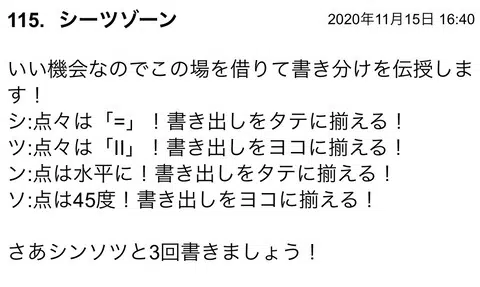 115. シーツゾーン 2020年11月15日 16:40
いい機会なのでこの場を借りて書き分けを伝授しま
す！
シ:点々は「=」！書き出しをタテに揃える！
ツ:点々は「II」！書き出しをヨコに揃える！
ン:点は水平に！書き出しをタテに揃える！
ソ:点は45度！書き出しをヨコに揃える！
さあシンソツと3回書きましょう！